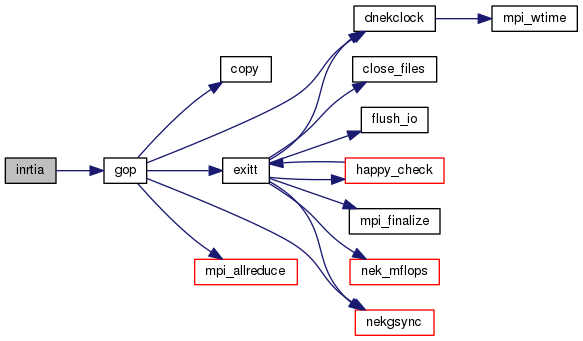 dnekclock
mpi_wtime
copy
close_files
flush_io
inrtia
gop
exitt
happy_check
mpi_finalize
mpi_allreduce
nek_mflops
nekgsync